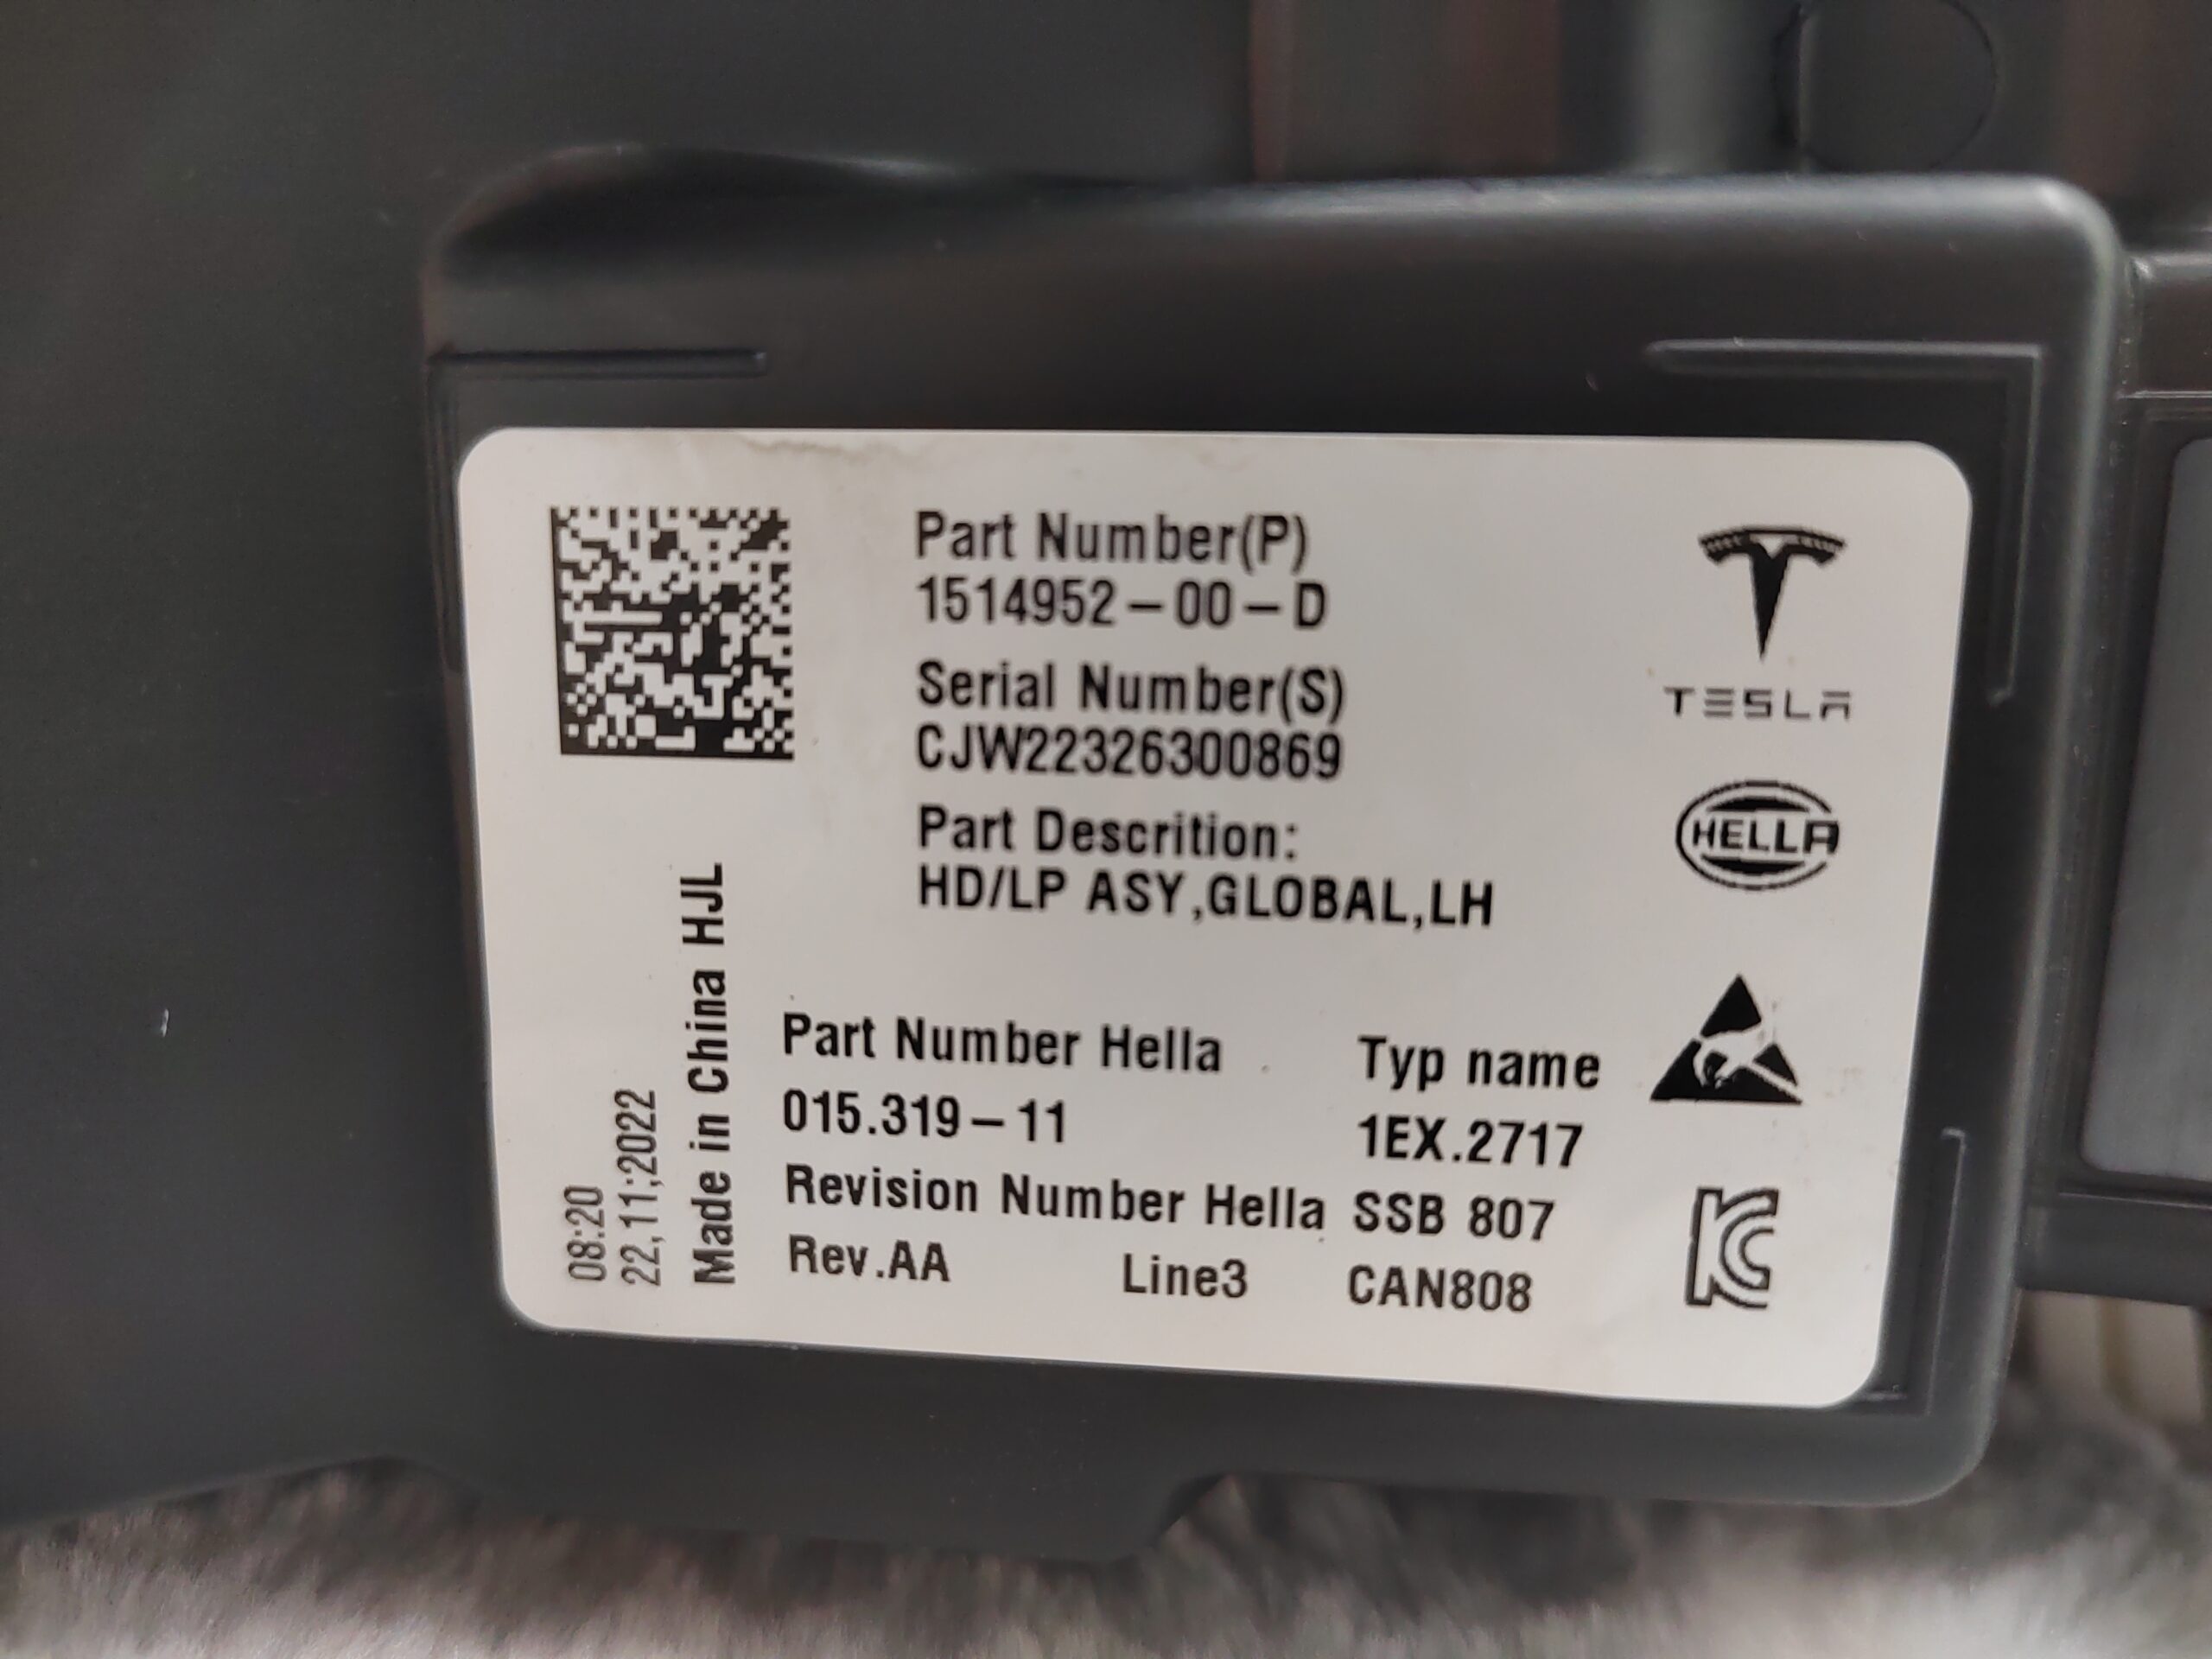 Part Number(P)
1514952-00-D
Serial Number(S)
CJW22326300869
Part Descrition:
HD/LP ASY,GLOBAL,LH
TESLA
HELLA
08:20
22,11;2022
Made in China HJL
Part Number Hella
015.319-11
Revision Number Hella
Rev.AA
Line3
Typ name
1EX.2717
SSB 807
CAN808